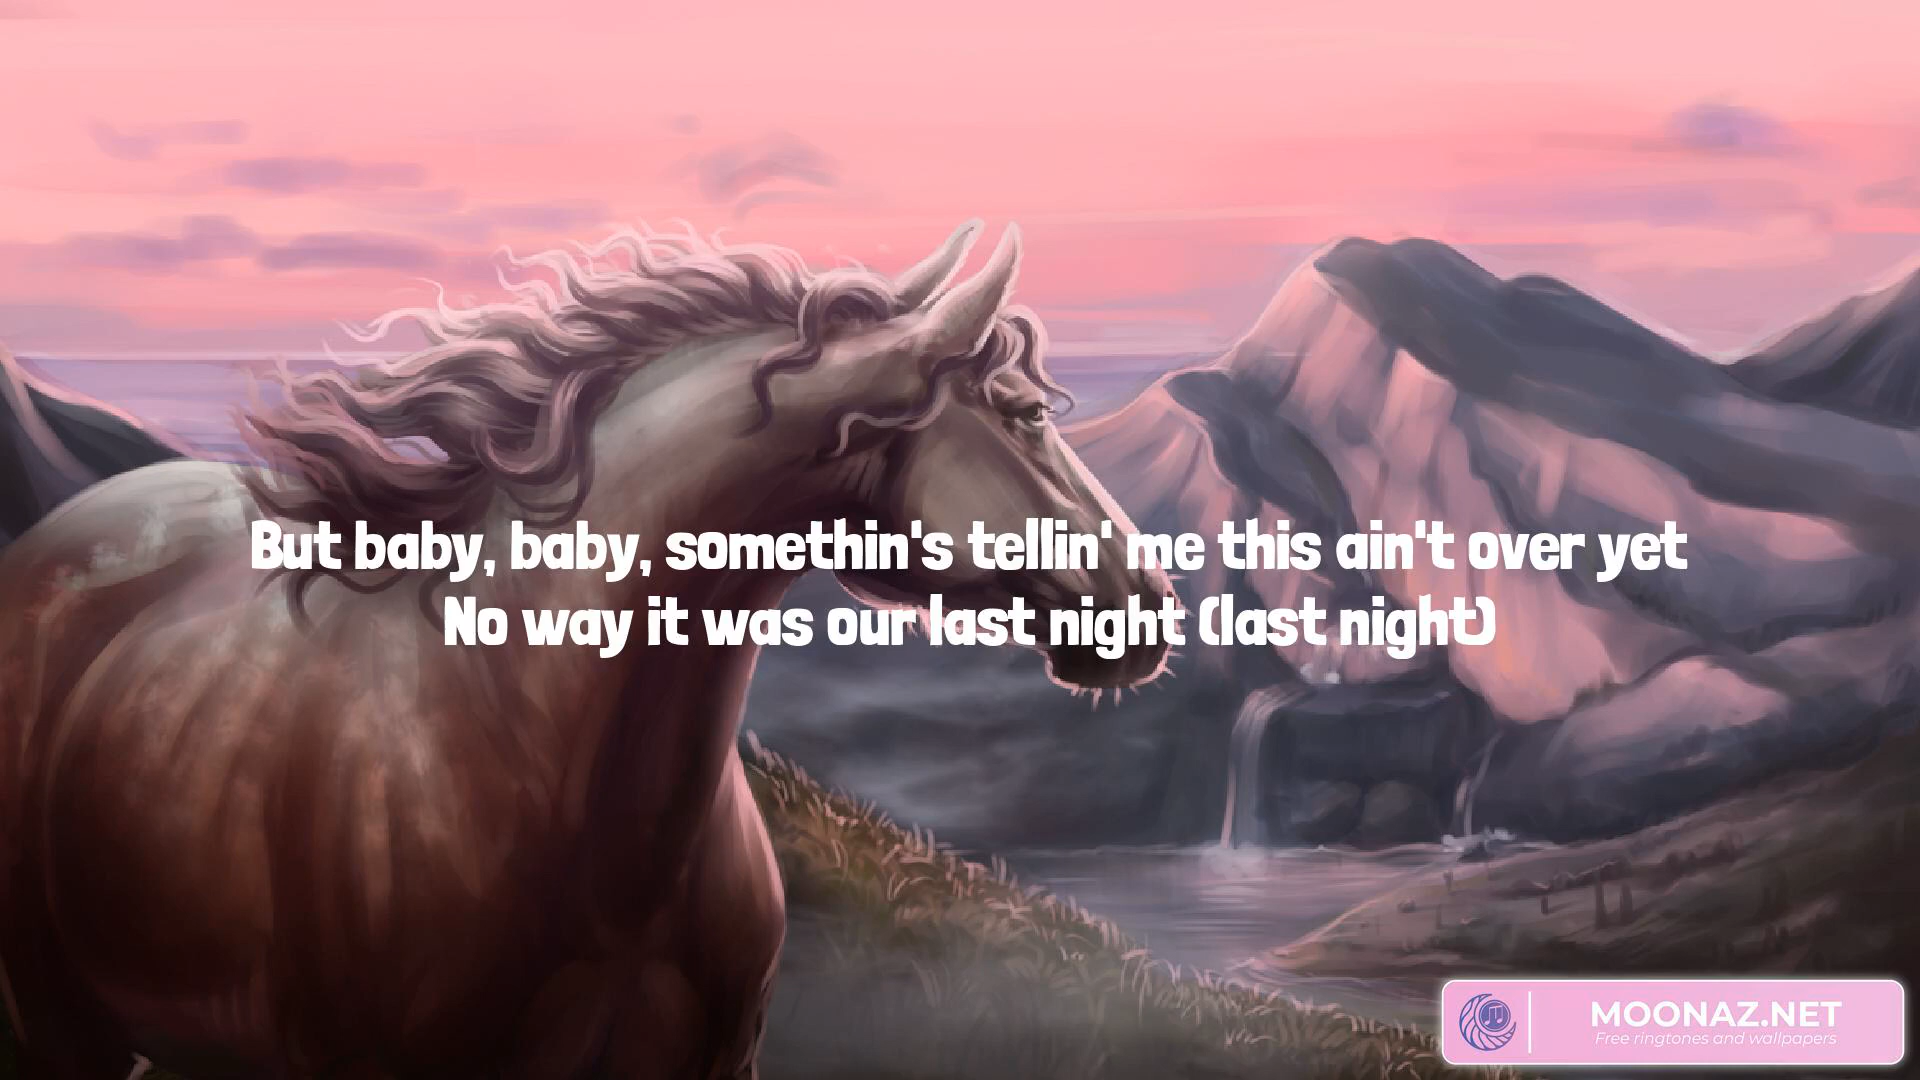 But baby, baby, somethin's tellin' me this ain't over yet
No way it was our last night (last night)
MOONAZ.NET
Free ringtones and wallpapers